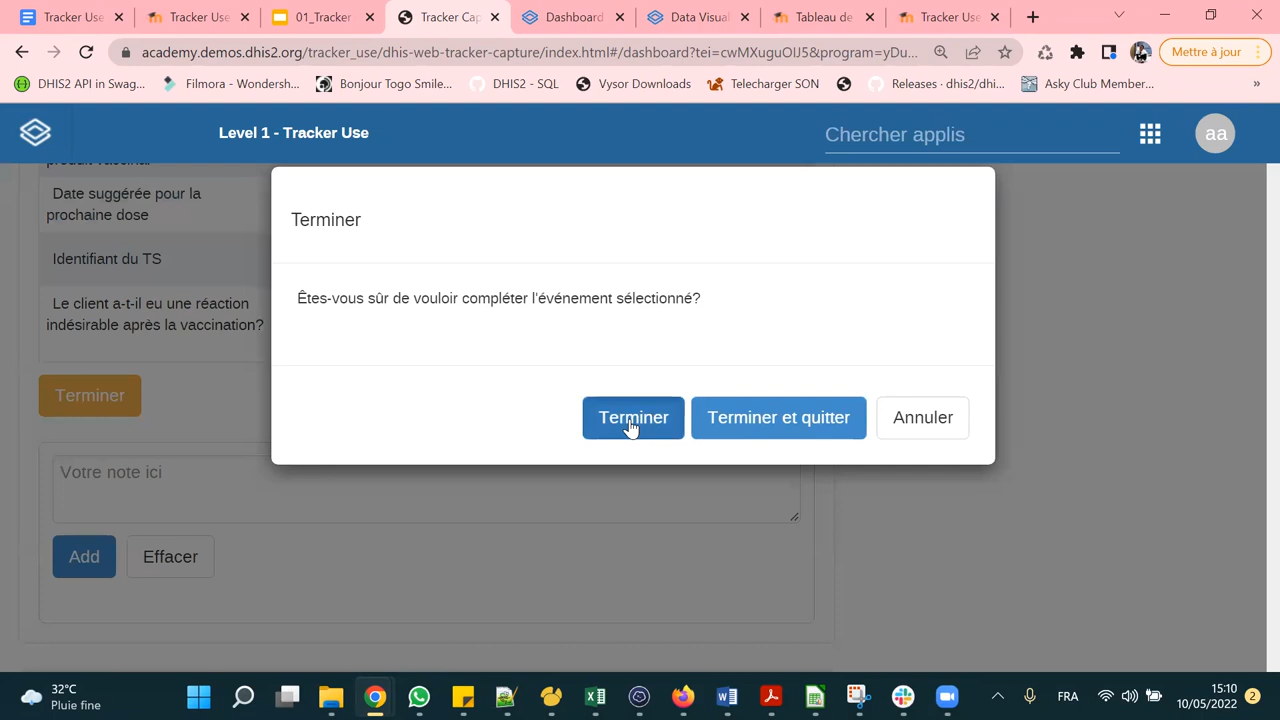 Tracker Use
Tracker Use
01_Tracker
Tracker Cap
Dashboard
Data Visual
Tableau de
Tracker Use
academy.demos.dhis2.org/tracker_use/dhis-web-tracker-capture/index.html#/dashboard?tei=cwMXuguOIJ5&program=yDu...
Mettre à jour
DHIS2 API in Swag...
Filmora - Wondersh...
Bonjour Togo Smile...
DHIS2 - SQL
Vysor Downloads
Telecharger SON
Releases · dhis2/dhi...
Asky Club Member...
»
Level 1 - Tracker Use
Chercher applis
aa
produit vaccinal
Date suggérée pour la
prochaine dose
Identifiant du TS
Le client a-t-il eu une réaction
indésirable après la vaccination?
Terminer
Terminer
Êtes-vous sûr de vouloir compléter l'événement sélectionné?
Terminer
Terminer et quitter
Annuler
Votre note ici
Add
Effacer
32°C
Pluie fine
FRA
15:10
10/05/2022
2